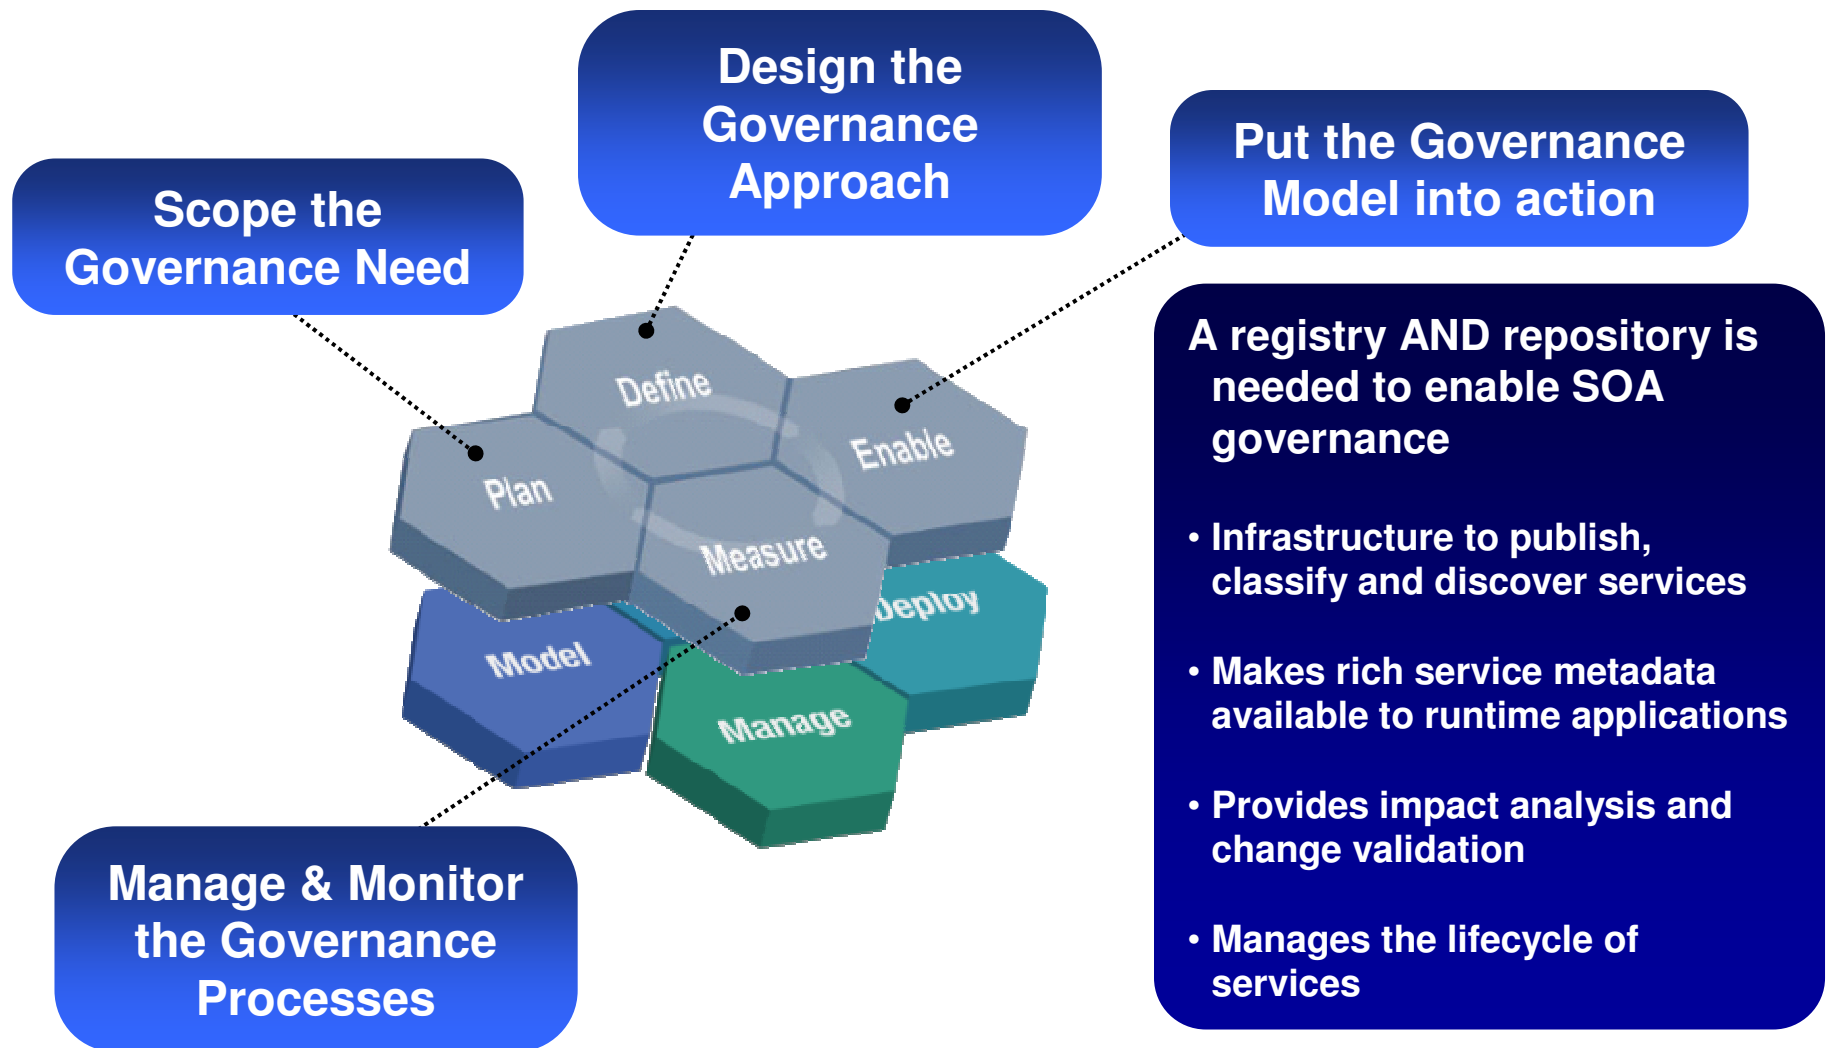 Design the
Governance
Approach
Put the Governance
Model into action
Scope the
Governance Need
A registry AND repository is
needed to enable SOA
governance
• Infrastructure to publish,
classify and discover services
• Makes rich service metadata
available to runtime applications
• Provides impact analysis and
change validation
• Manages the lifecycle of
services
Define
Enable
Plan
Measure
Deploy
Model
Manage
Manage & Monitor
the Governance
Processes